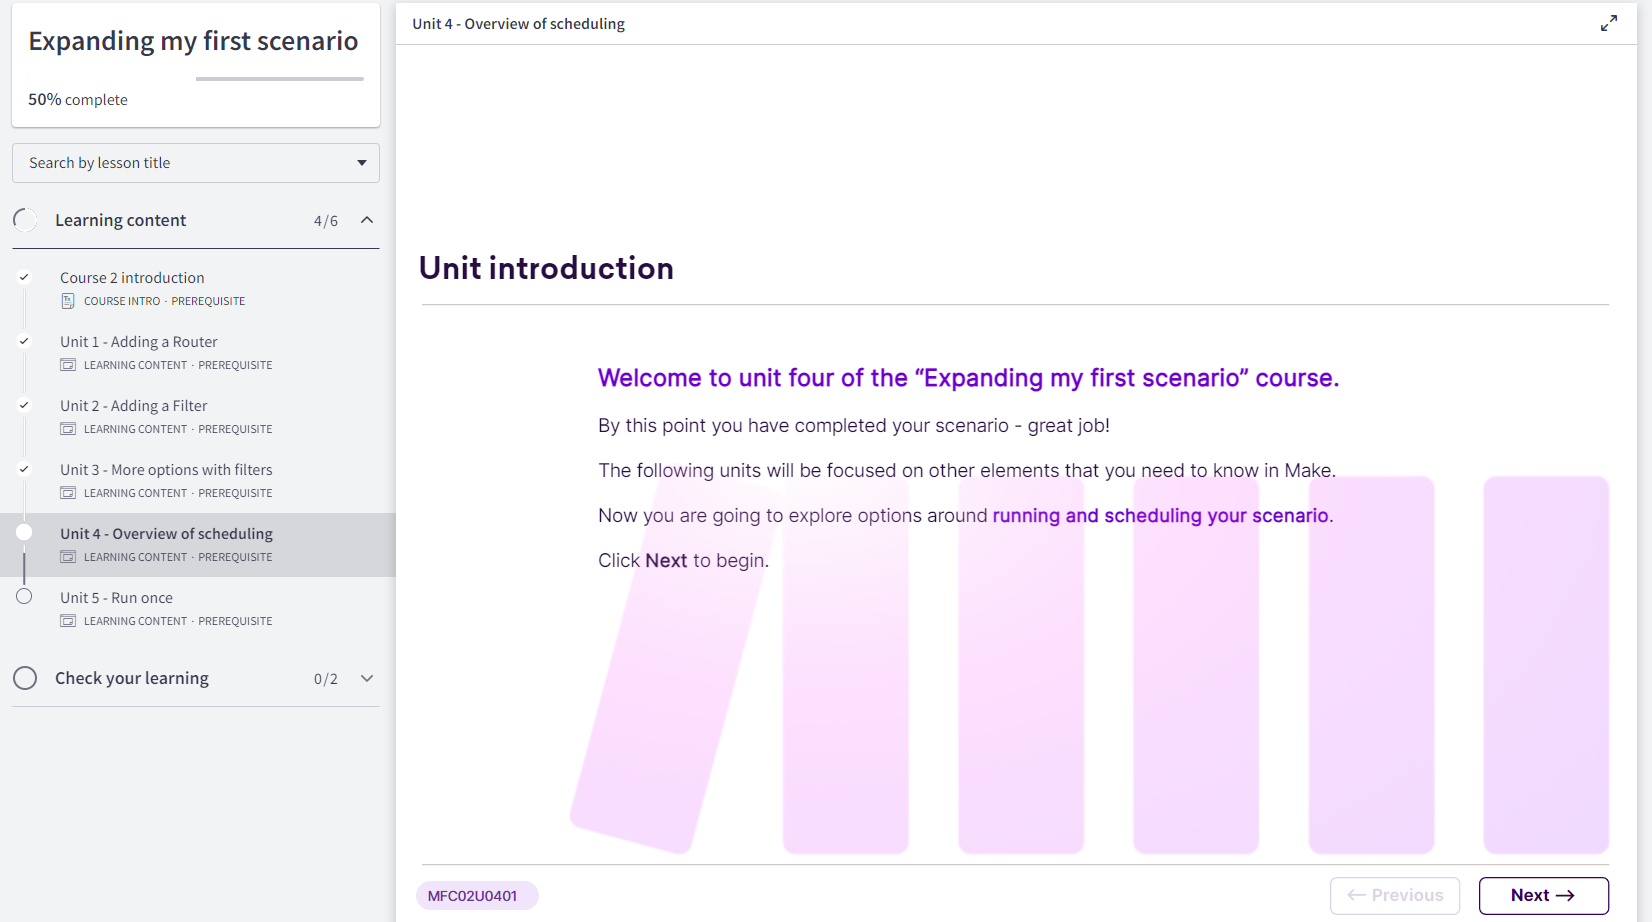 Expanding my first scenario
50% complete
Search by lesson title
Learning content 4/6
Course 2 introduction
COURSE INTRO · PREREQUISITE
Unit 1 - Adding a Router
LEARNING CONTENT · PREREQUISITE
Unit 2 - Adding a Filter
LEARNING CONTENT · PREREQUISITE
Unit 3 - More options with filters
LEARNING CONTENT · PREREQUISITE
Unit 4 - Overview of scheduling
LEARNING CONTENT · PREREQUISITE
Unit 5 - Run once
LEARNING CONTENT · PREREQUISITE
Check your learning 0/2
Unit 4 - Overview of scheduling
Unit introduction
Welcome to unit four of the “Expanding my first scenario” course.
By this point you have completed your scenario - great job!
The following units will be focused on other elements that you need to know in Make.
Now you are going to explore options around running and scheduling your scenario.
Click Next to begin.
MFC02U0401
← Previous
Next →